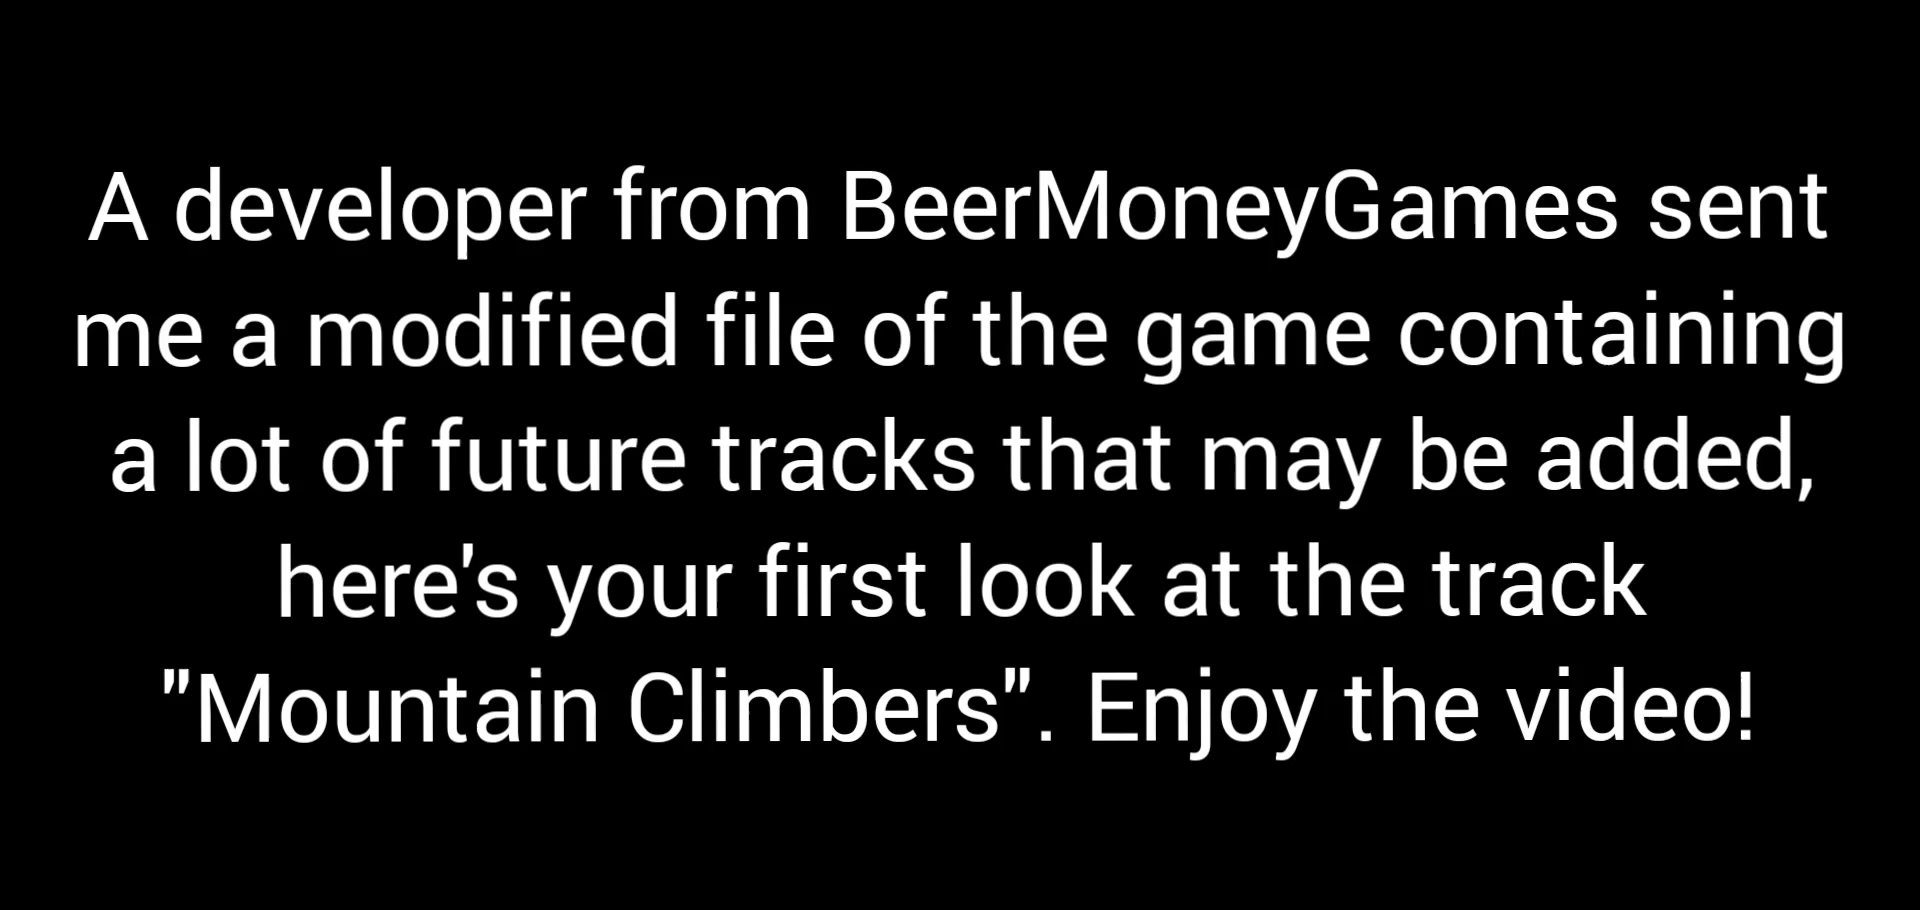 A developer from BeerMoneyGames sent
me a modified file of the game containing
a lot of future tracks that may be added,
here's your first look at the track
"Mountain Climbers". Enjoy the video!